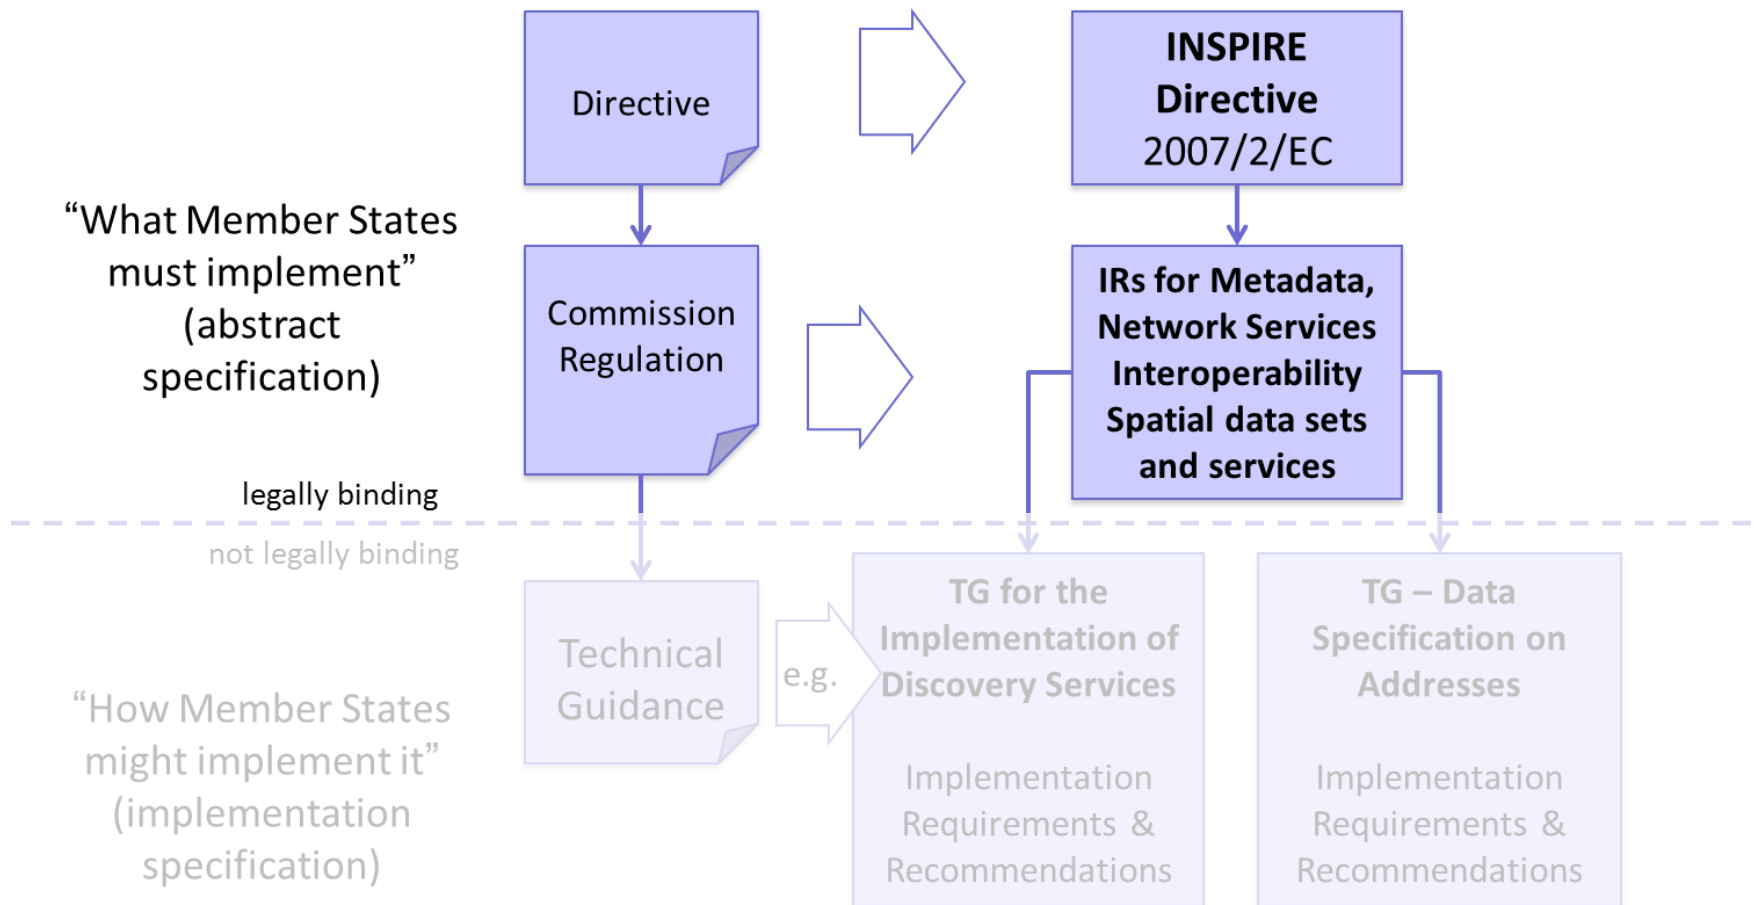 Directive
INSPIRE
Directive
2007/2/EC
“What Member States
must implement”
(abstract
specification)
Commission
Regulation
IRs for Metadata,
Network Services
Interoperability
Spatial data sets
and services
legally binding
not legally binding
Technical
Guidance
e.g.
TG for the
Implementation of
Discovery Services
Implementation
Requirements &
Recommendations
TG – Data
Specification on
Addresses
Implementation
Requirements &
Recommendations
“How Member States
might implement it”
(implementation
specification)